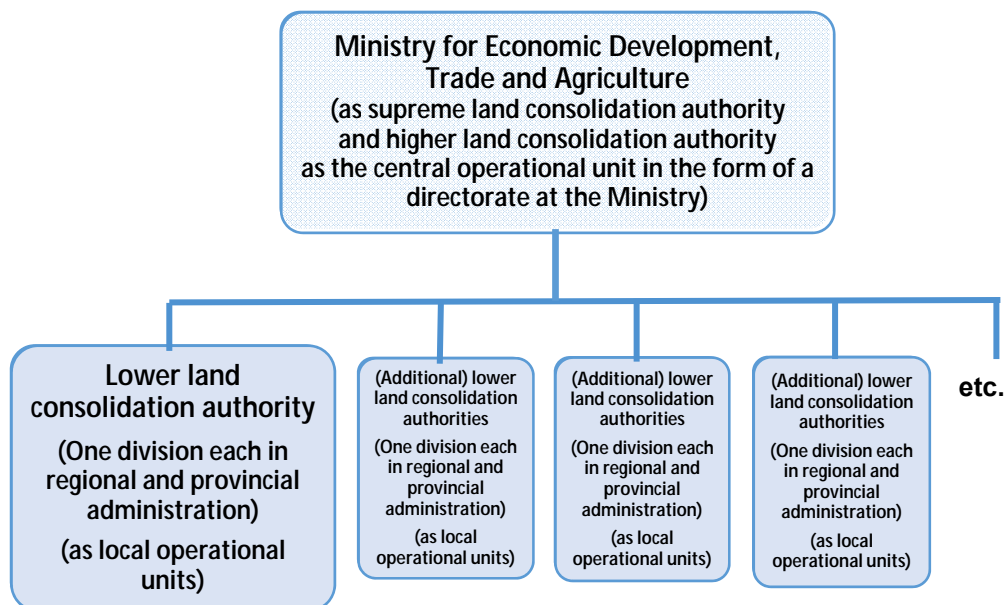 Ministry for Economic Development,
Trade and Agriculture
(as supreme land consolidation authority
and higher land consolidation authority
as the central operational unit in the form of a
directorate at the Ministry)
Lower land
consolidation authority
(One division each in
regional and provincial
administration)
(as local operational
units)
(Additional) lower
land consolidation
authorities
(One division each
in regional and
provincial
administration)
(as local
operational units)
(Additional) lower
land consolidation
authorities
(One division each
in regional and
provincial
administration)
(as local
operational units)
(Additional) lower
land consolidation
authorities
(One division each
in regional and
provincial
administration)
(as local
operational units)
etc.